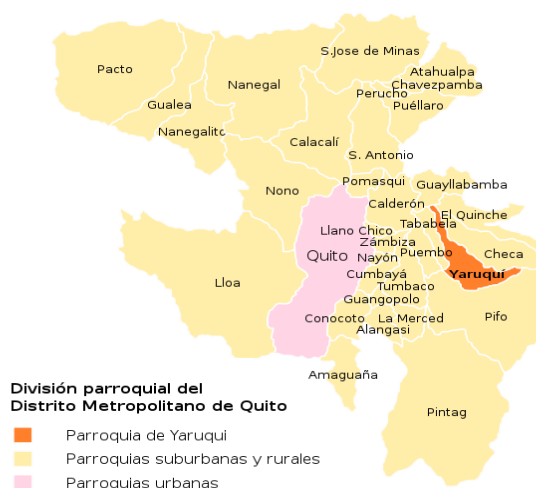 S.Jose de Minas
Pacto
Atahualpa
Nanegal
Chavezpamba
Perucho
Gualea
Puéllaro
Nanegalito
Calacalí
S. Antonio
Pomasqui
Guayllabamba
Nono
Calderón
El Quinche
Tababela
Llano Chico
Zámbiza
Quito
Nayón
Puembo
Checa
Cumbayá
Yaruquí
Lloa
Tumbaco
Guangopolo
Conocoto
La Merced
Pifo
Alangasi
Amaguaña
Pintag
División parroquial del
Distrito Metropolitano de Quito
Parroquia de Yaruqui
Parroquias suburbanas y rurales
Parroquias urbanas